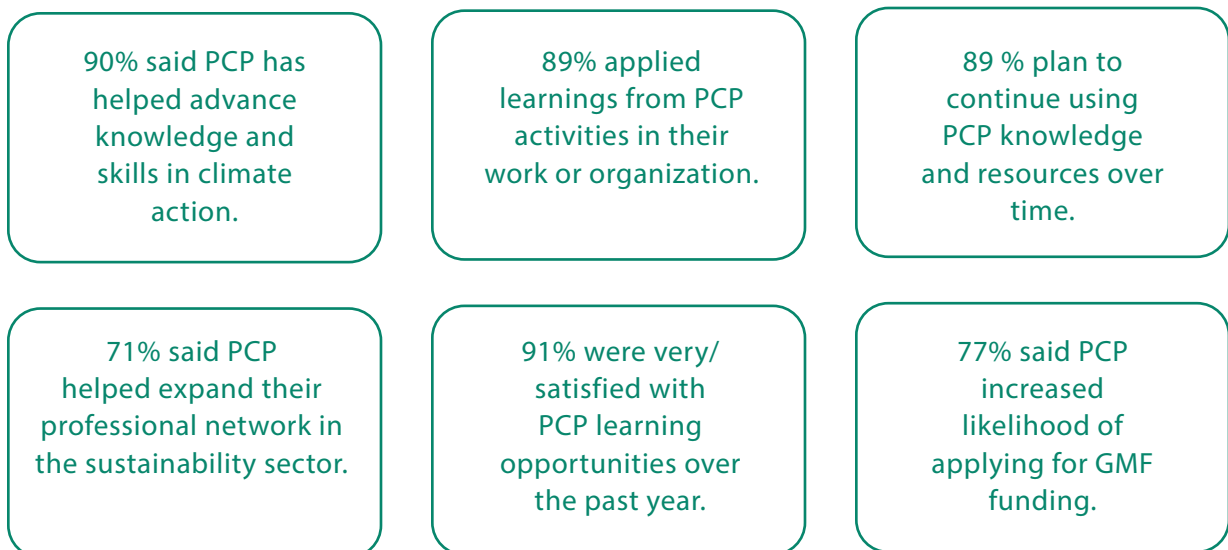 90% said PCP has
helped advance
knowledge and
skills in climate
action.
89% applied
learnings from PCP
activities in their
work or organization.
89 % plan to
continue using
PCP knowledge
and resources over
time.
71% said PCP
helped expand their
professional network in
the sustainability sector.
91% were very/
satisfied with
PCP learning
opportunities over
the past year.
77% said PCP
increased
likelihood of
applying for GMF
funding.